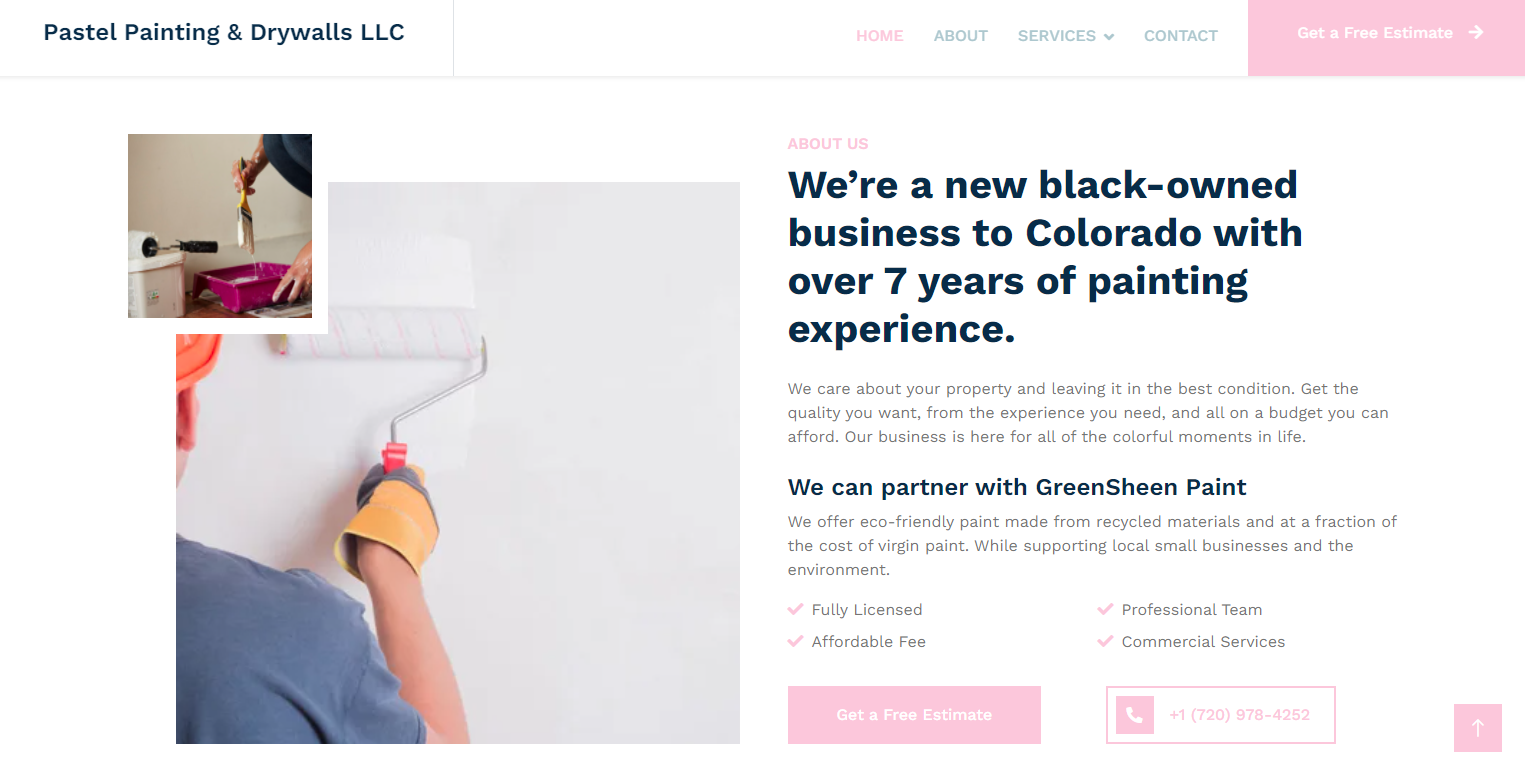 Pastel Painting & Drywalls LLC
HOME ABOUT SERVICES CONTACT
Get a Free Estimate
ABOUT US
We’re a new black-owned
business to Colorado with
over 7 years of painting
experience.
We care about your property and leaving it in the best condition. Get the
quality you want, from the experience you need, and all on a budget you can
afford. Our business is here for all of the colorful moments in life.
We can partner with GreenSheen Paint
We offer eco-friendly paint made from recycled materials and at a fraction of
the cost of virgin paint. While supporting local small businesses and the
environment.
Fully Licensed
Professional Team
Affordable Fee
Commercial Services
Get a Free Estimate
+1 (720) 978-4252